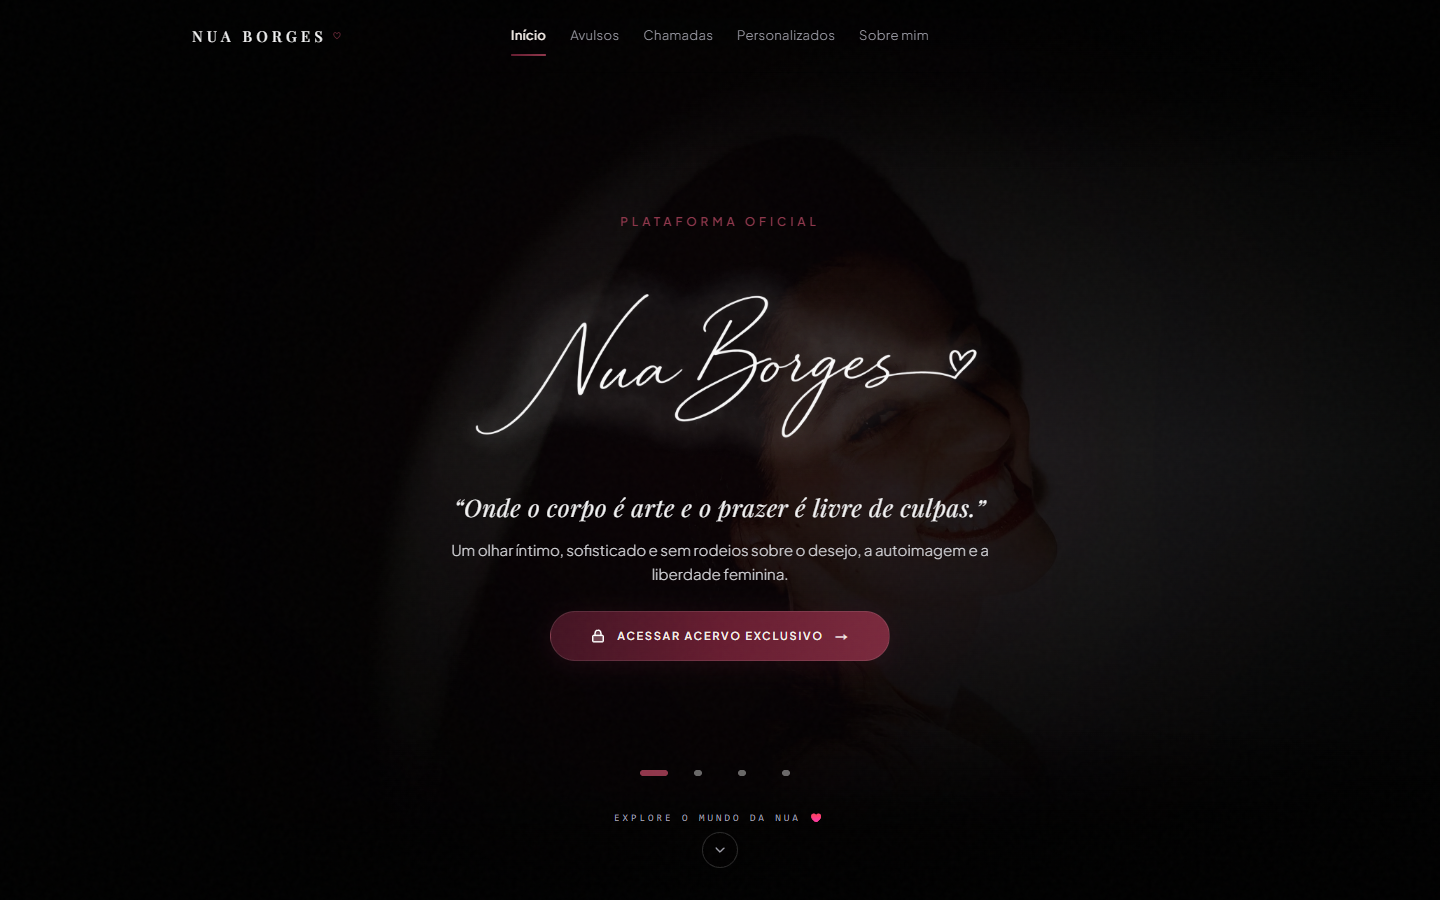 NUA BORGES ♡
Início Avulsos Chamadas Personalizados Sobre mim
PLATAFORMA OFICIAL
Nua Borges
“Onde o corpo é arte e o prazer é livre de culpas.”
Um olhar íntimo, sofisticado e sem rodeios sobre o desejo, a autoimagem e a
liberdade feminina.
ACESSAR ACERVO EXCLUSIVO →
EXPLORE O MUNDO DA NUA ♥